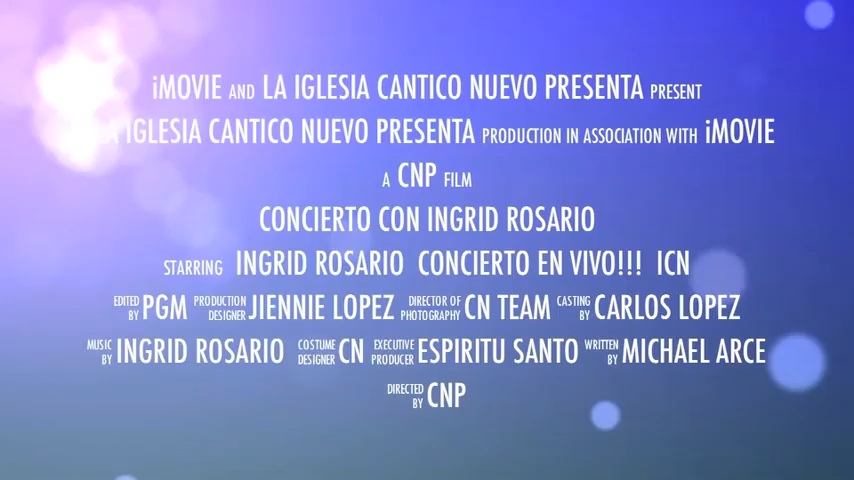 iMOVIE AND LA IGLESIA CANTICO NUEVO PRESENTA PRESENT
LA IGLESIA CANTICO NUEVO PRESENTA PRODUCTION IN ASSOCIATION WITH iMOVIE
A CNP FILM
CONCIERTO CON INGRID ROSARIO
STARRING INGRID ROSARIO CONCIERTO EN VIVO!!! ICN
EDITED BY PGM PRODUCTION DESIGNER JIENNIE LOPEZ DIRECTOR OF PHOTOGRAPHY CN TEAM CASTING BY CARLOS LOPEZ
MUSIC BY INGRID ROSARIO COSTUME DESIGNER CN EXECUTIVE PRODUCER ESPIRITU SANTO WRITTEN BY MICHAEL ARCE
DIRECTED BY CNP